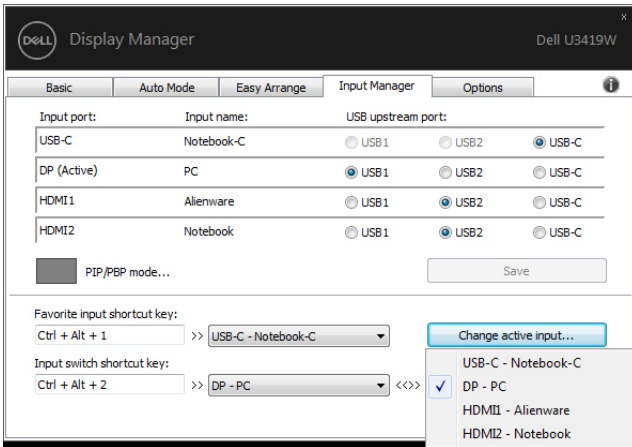 x
DELL Display Manager Dell U3419W
Basic Auto Mode Easy Arrange Input Manager Options i
Input port: Input name: USB upstream port:
USB-C Notebook-C USB1 USB2 USB-C
DP (Active) PC USB1 USB2 USB-C
HDMI1 Alienware USB1 USB2 USB-C
HDMI2 Notebook USB1 USB2 USB-C
PIP/PBP mode... Save
Favorite input shortcut key:
Ctrl + Alt + 1 >> USB-C - Notebook-C Change active input...
Input switch shortcut key:
Ctrl + Alt + 2 >> DP - PC <<>>
USB-C - Notebook-C
DP - PC
HDMI1 - Alienware
HDMI2 - Notebook